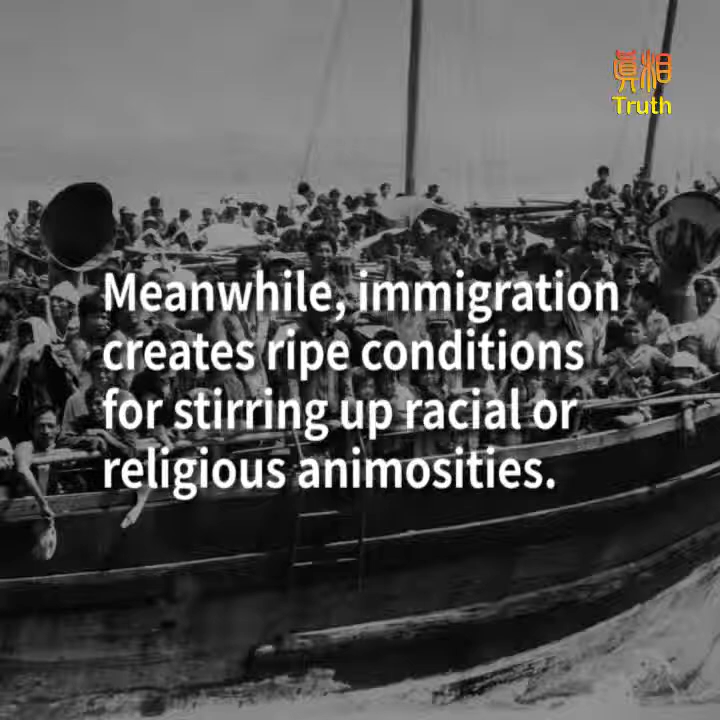 真相
Truth
Meanwhile, immigration
creates ripe conditions
for stirring up racial or
religious animosities.